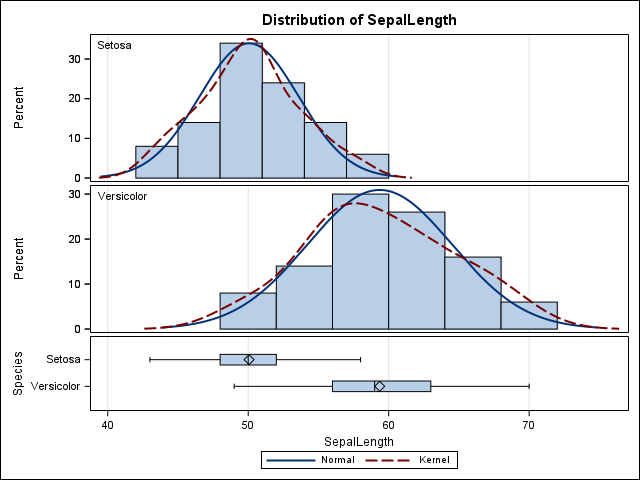 Distribution of SepalLength
Setosa
Percent
30
20
10
0
Versicolor
Percent
30
20
10
0
Species
Setosa
Versicolor
40 50 60 70
SepalLength
Normal Kernel